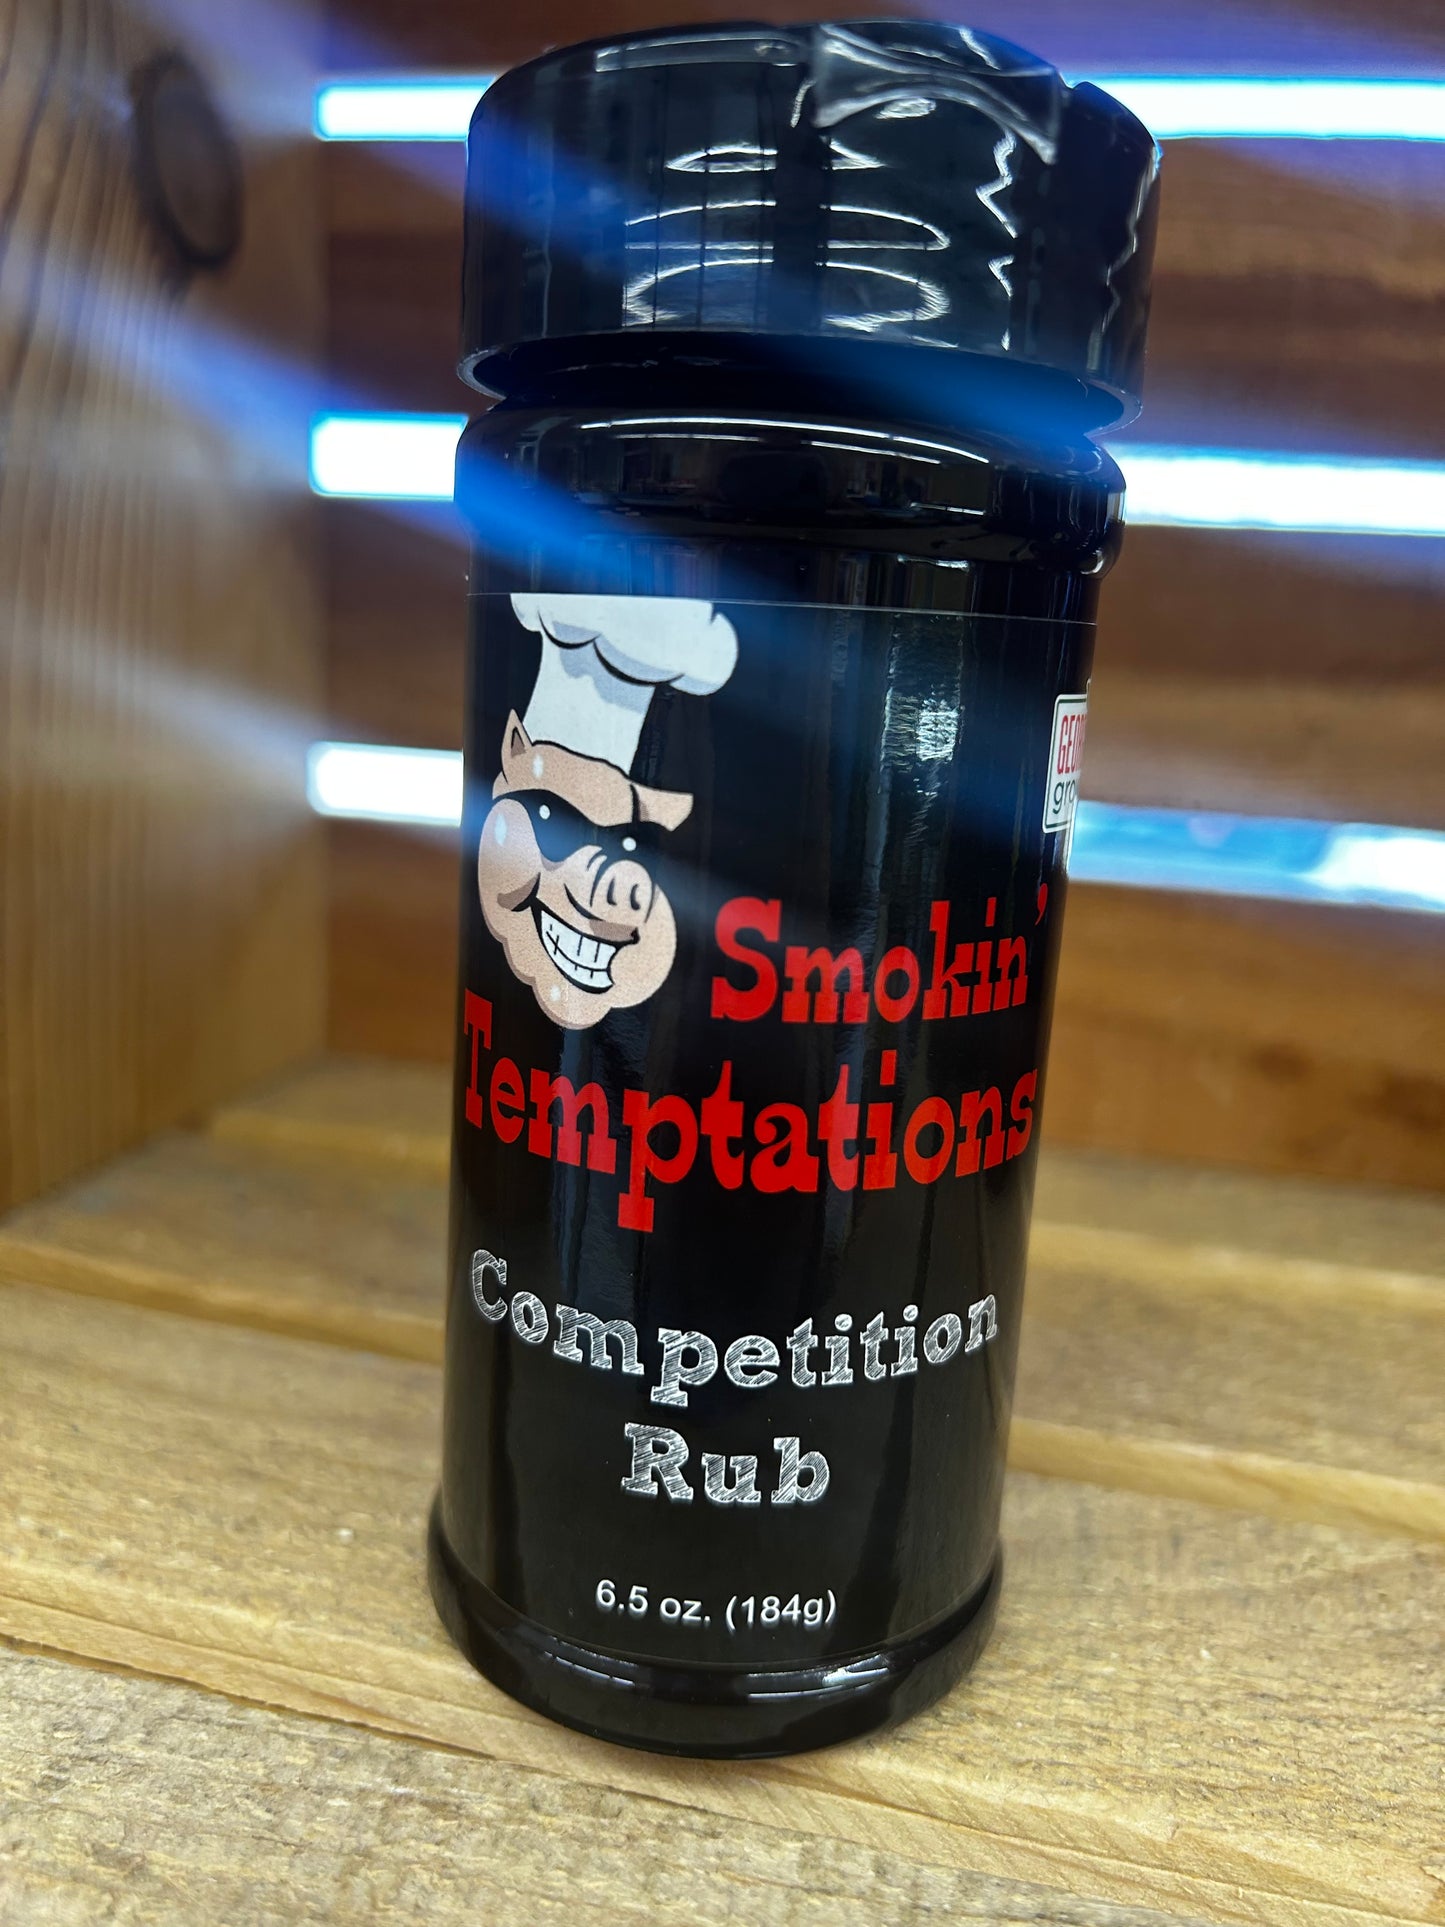 Smokin'
Temptations
Competition
Rub
6.5 oz. (184g)